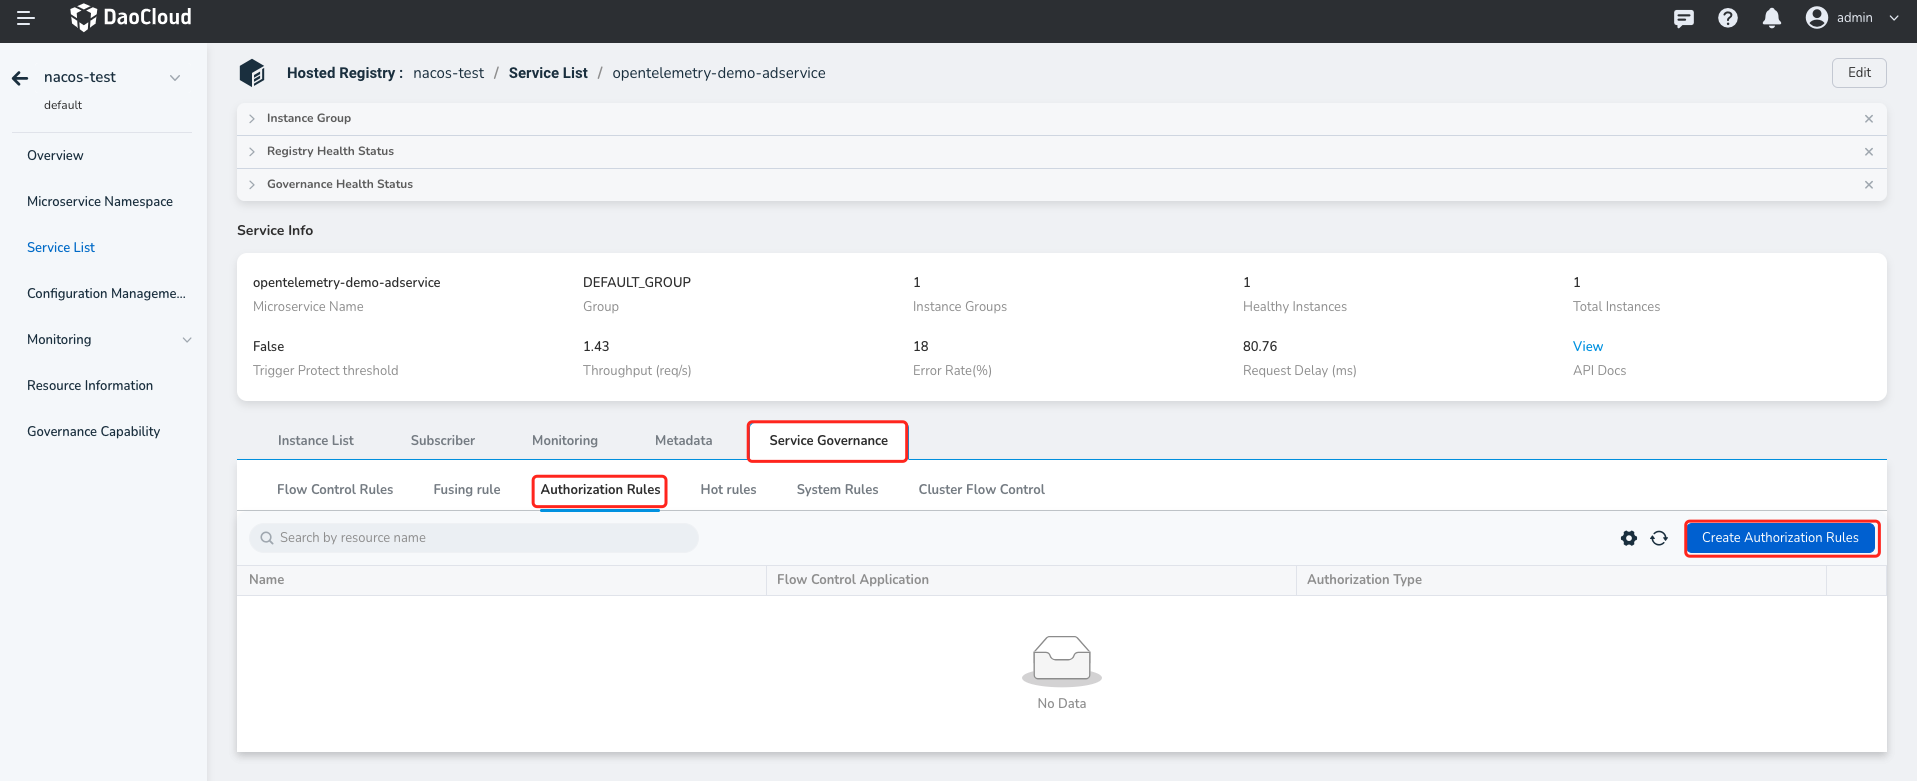 DaoCloud
admin
nacos-test
default
Overview
Microservice Namespace
Service List
Configuration Manageme...
Monitoring
Resource Information
Governance Capability
Hosted Registry : nacos-test / Service List / opentelemetry-demo-adservice
Edit
Instance Group
Registry Health Status
Governance Health Status
Service Info
opentelemetry-demo-adservice DEFAULT_GROUP 1 1 1
Microservice Name Group Instance Groups Healthy Instances Total Instances
False 1.43 18 80.76 View
Trigger Protect threshold Throughput (req/s) Error Rate(%) Request Delay (ms) API Docs
Instance List Subscriber Monitoring Metadata Service Governance
Flow Control Rules Fusing rule Authorization Rules Hot rules System Rules Cluster Flow Control
Search by resource name
Create Authorization Rules
Name Flow Control Application Authorization Type
No Data